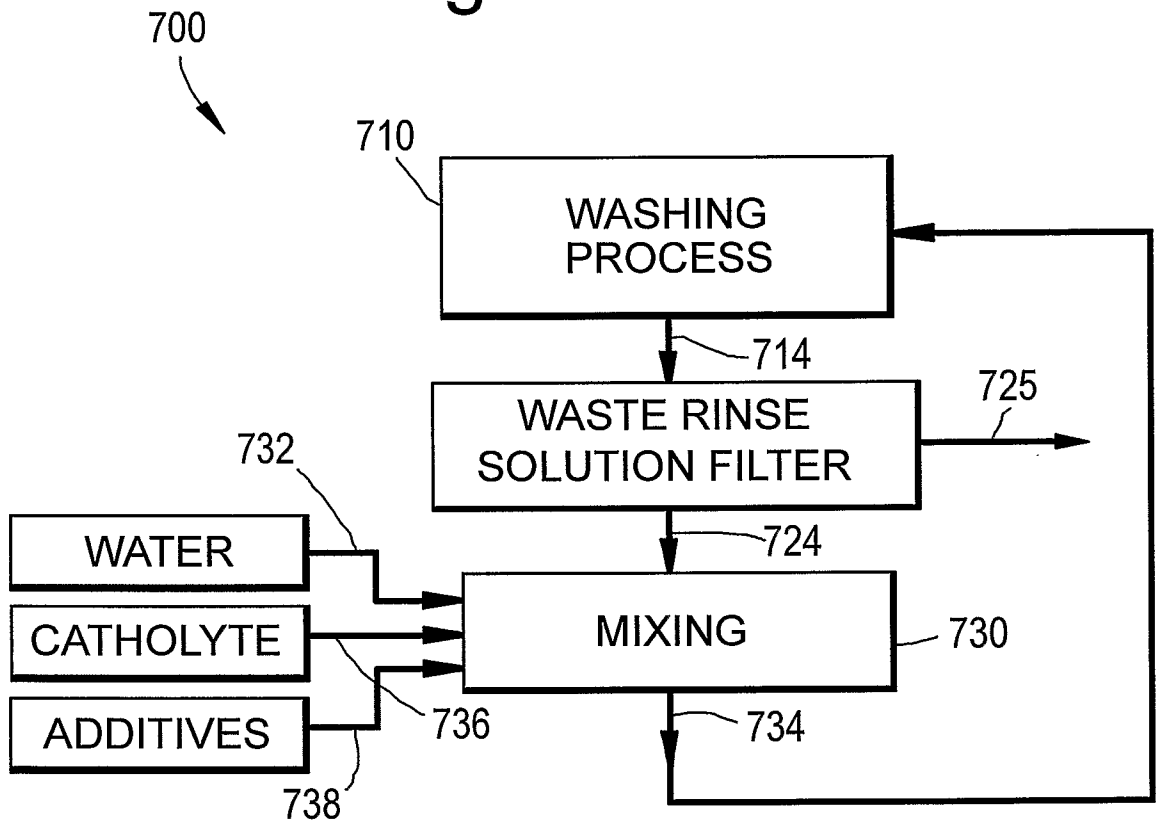 700
710
WASHING
PROCESS
714
WASTE RINSE
SOLUTION FILTER
725
732
724
WATER
CATHOLYTE
MIXING
730
ADDITIVES
736
734
738